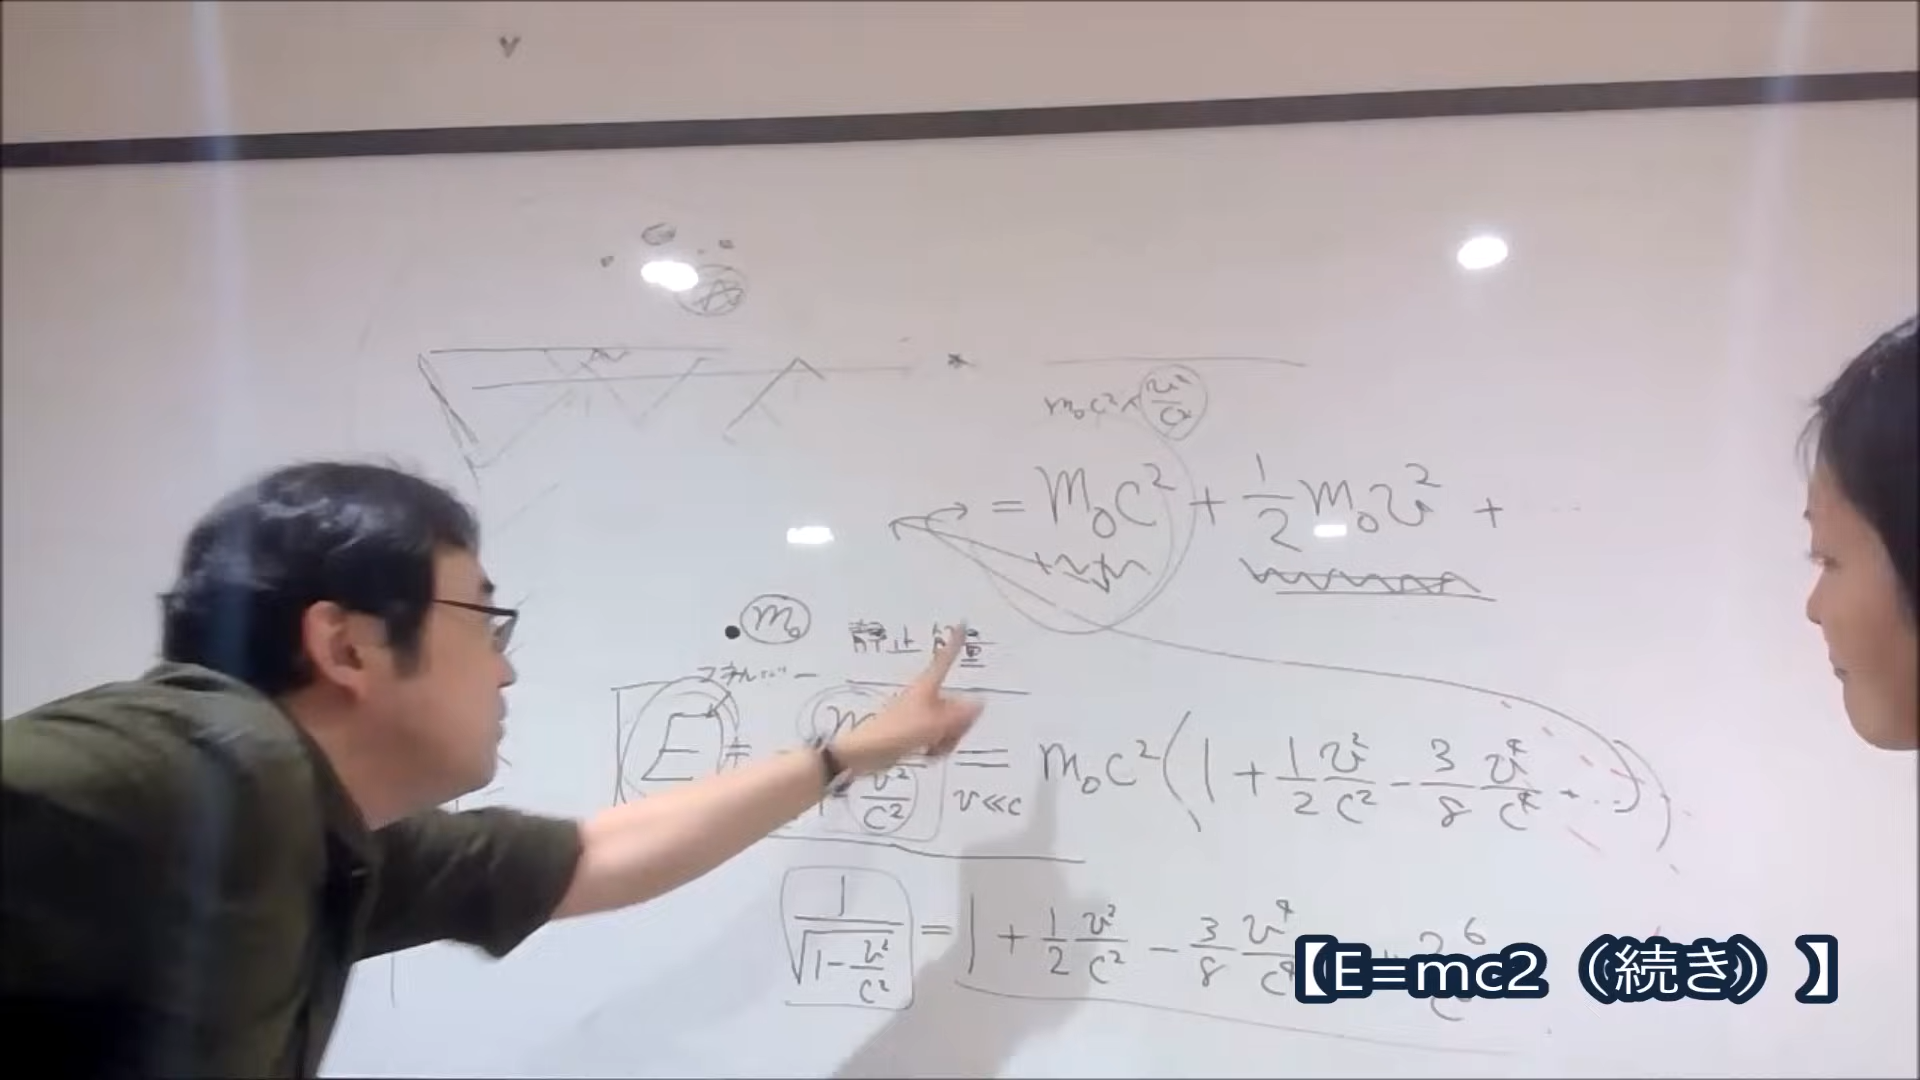 m₀c² × v²/c²
= m₀c² + 1/2 m₀v² + ...
m₀ 静止質量
エネルギー
E =
v²/c²
v≪c
= m₀c² (1 + 1/2 v²/c² - 3/8 v⁴/c⁴ + ...)
1/√(1 - v²/c²) = 1 + 1/2 v²/c² - 3/8 v⁴/c⁴
【E=mc2（続き）】